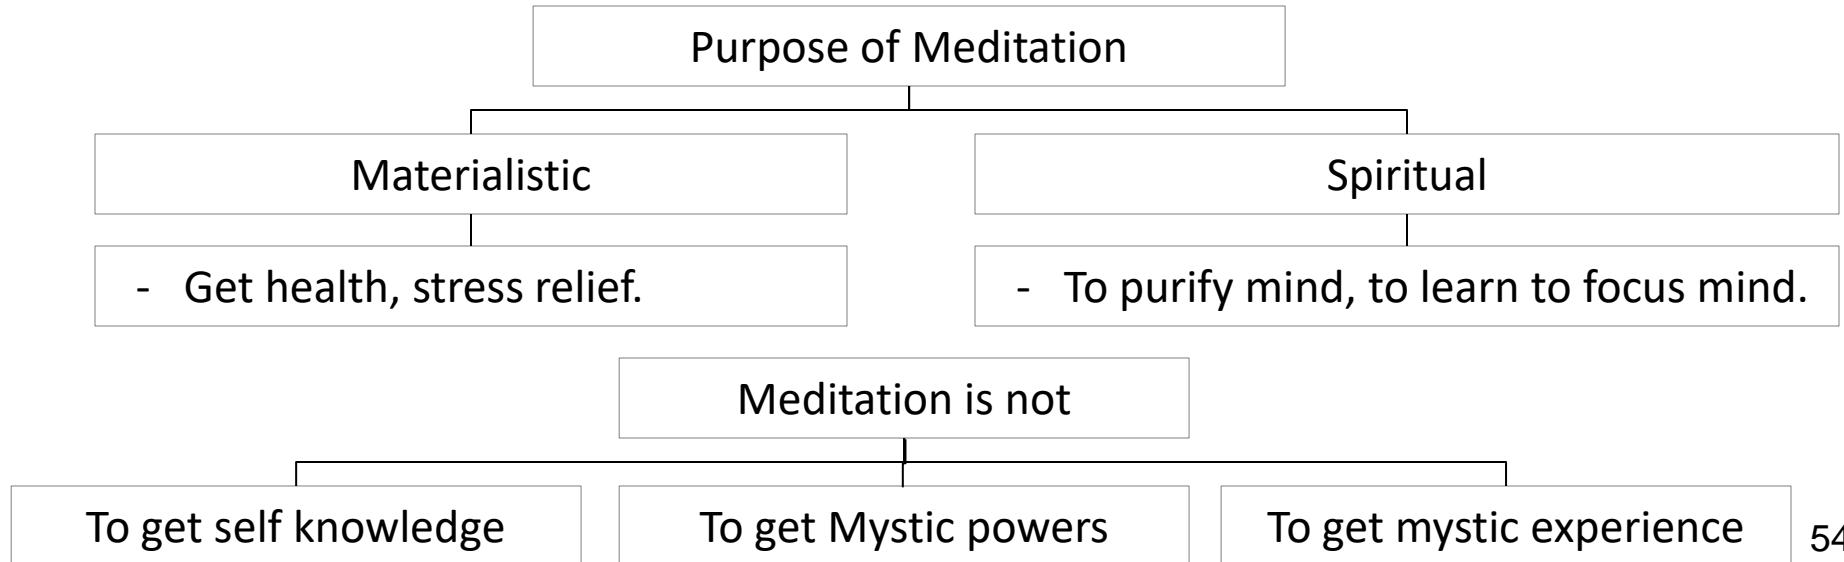 Purpose of Meditation
Materialistic
Spiritual
- Get health, stress relief.
- To purify mind, to learn to focus mind.
Meditation is not
To get self knowledge
To get Mystic powers
To get mystic experience
54